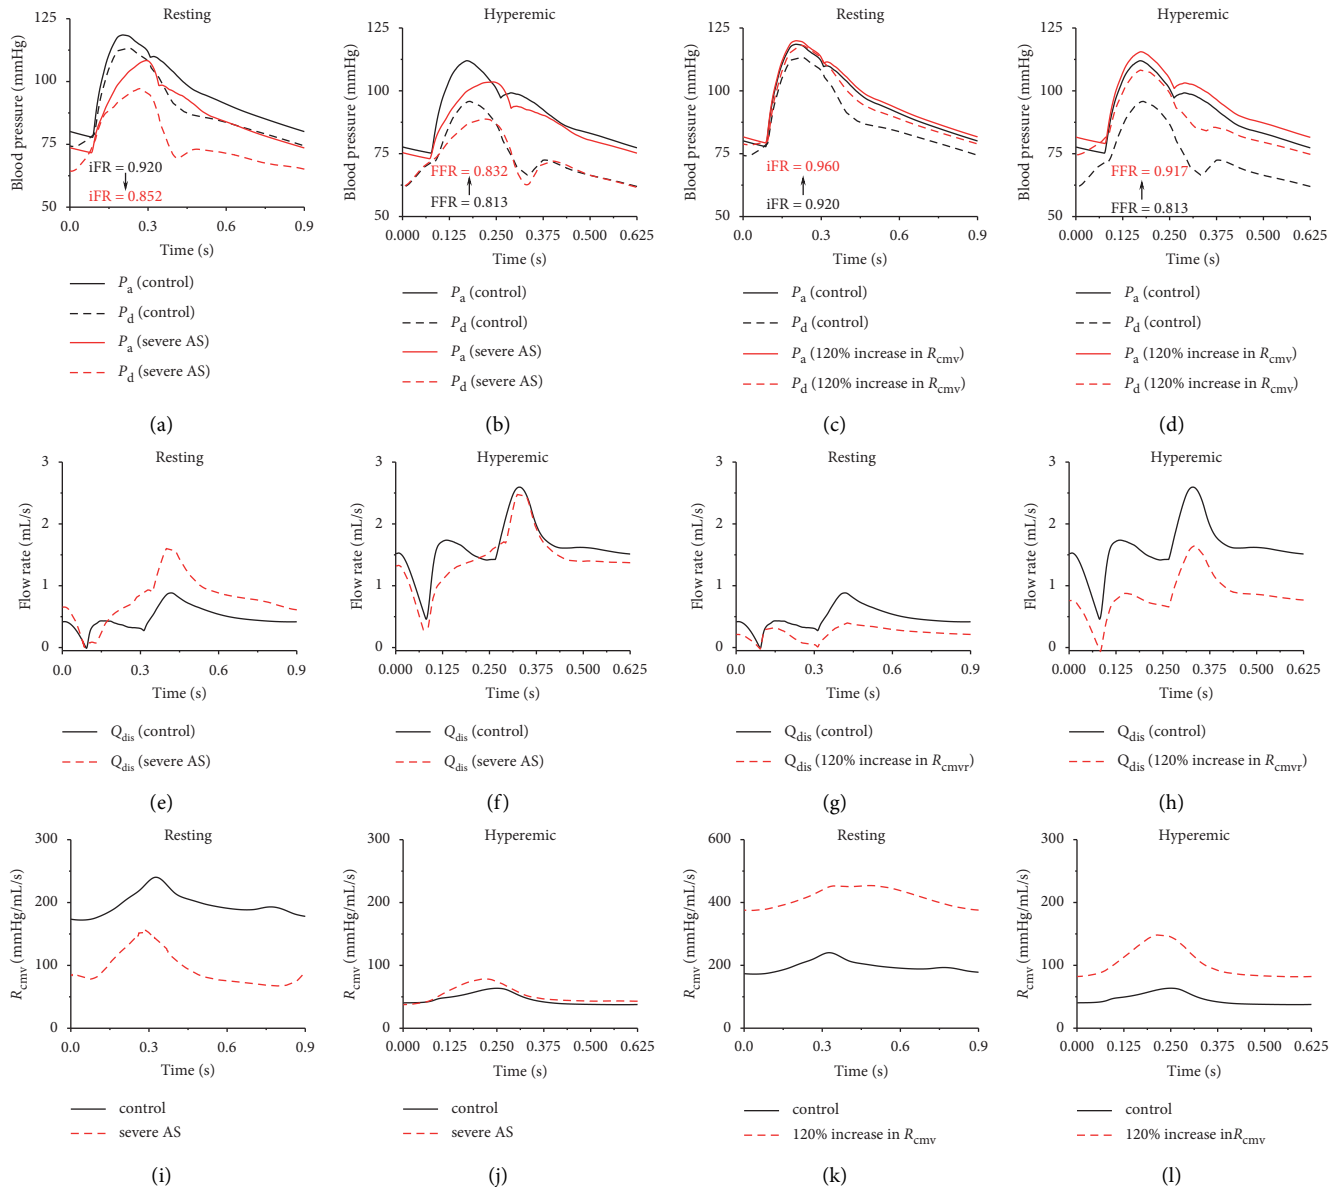 Resting
Blood pressure (mmHg)
125
100
75
50
iFR = 0.920
iFR = 0.852
0.0 0.3 0.6 0.9
Time (s)
Pa (control)
Pd (control)
Pa (severe AS)
Pd (severe AS)
(a)
Hyperemic
Blood pressure (mmHg)
125
100
75
50
FFR = 0.832
FFR = 0.813
0.000 0.125 0.250 0.375 0.625
Time (s)
Pa (control)
Pd (control)
Pa (severe AS)
Pd (severe AS)
(b)
Resting
Blood pressure (mmHg)
125
100
75
50
iFR = 0.960
iFR = 0.920
0.0 0.3 0.6 0.9
Time (s)
Pa (control)
Pd (control)
Pa (120% increase in Rcmv)
Pd (120% increase in Rcmv)
(c)
Hyperemic
Blood pressure (mmHg)
125
100
75
50
FFR = 0.917
FFR = 0.813
0.000 0.125 0.250 0.375 0.625
Time (s)
Pa (control)
Pd (control)
Pa (120% increase in Rcmv)
Pd (120% increase in Rcmv)
(d)
Resting
Flow rate (mL/s)
3
2
1
0
0.0 0.3 0.6 0.9
Time (s)
Qdis (control)
Qdis (severe AS)
(e)
Hyperemic
Flow rate (mL/s)
3
2
1
0
0.000 0.125 0.250 0.375 0.625
Time (s)
Qdis (control)
Qdis (severe AS)
(f)
Resting
Flow rate (mL/s)
3
2
1
0
0.0 0.3 0.6 0.9
Time (s)
Qdis (control)
Qdis (120% increase in Rcmvr)
(g)
Hyperemic
Flow rate (mL/s)
3
2
1
0
0.000 0.125 0.250 0.375 0.625
Time (s)
Qdis (control)
Qdis (120% increase in Rcmvr)
(h)
Resting
Rcmv (mmHg/mL/s)
300
200
100
0
0.0 0.3 0.6 0.9
Time (s)
control
severe AS
(i)
Hyperemic
Rcmv (mmHg/mL/s)
300
200
100
0
0.000 0.125 0.250 0.375 0.625
Time (s)
control
severe AS
(j)
Resting
Rcmv (mmHg/mL/s)
600
400
200
0
0.0 0.3 0.6 0.9
Time (s)
control
120% increase in Rcmv
(k)
Hyperemic
Rcmv (mmHg/mL/s)
300
200
100
0
0.000 0.125 0.250 0.375 0.625
Time (s)
control
120% increase inRcmv
(l)